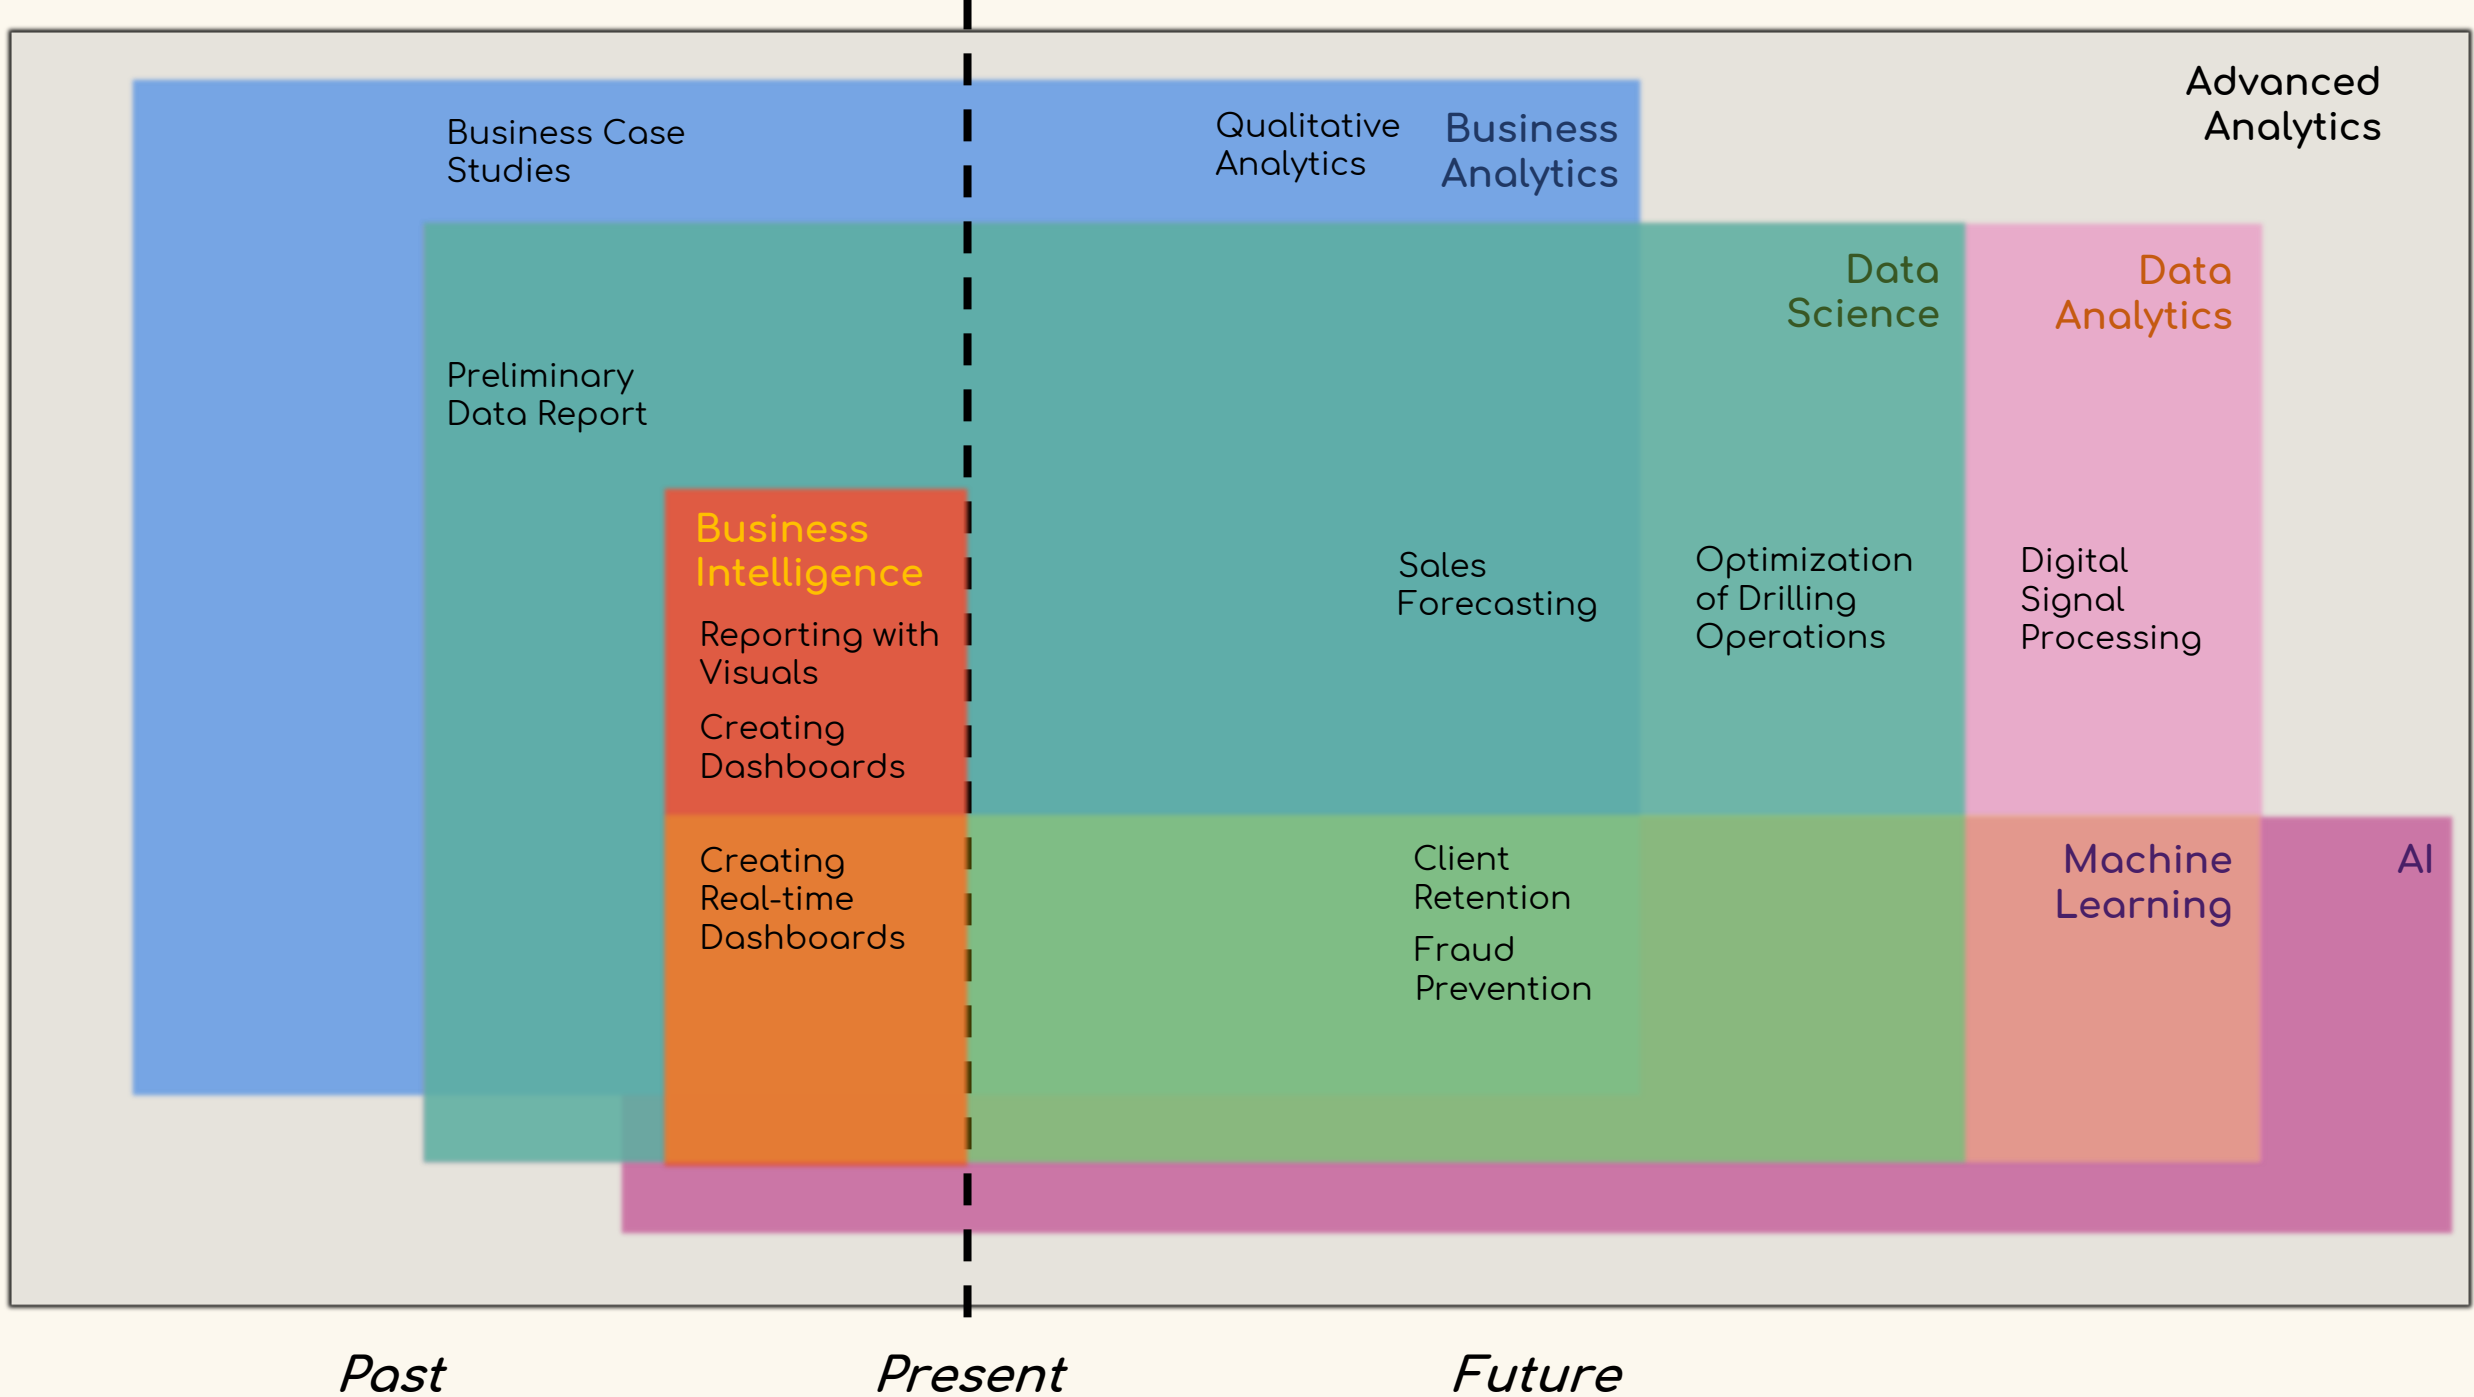 Advanced
Analytics
Business Case
Studies
Qualitative
Analytics
Business
Analytics
Data
Science
Data
Analytics
Preliminary
Data Report
Business
Intelligence
Reporting with
Visuals
Creating
Dashboards
Sales
Forecasting
Optimization
of Drilling
Operations
Digital
Signal
Processing
Creating
Real-time
Dashboards
Client
Retention
Fraud
Prevention
Machine
Learning
AI
Past
Present
Future